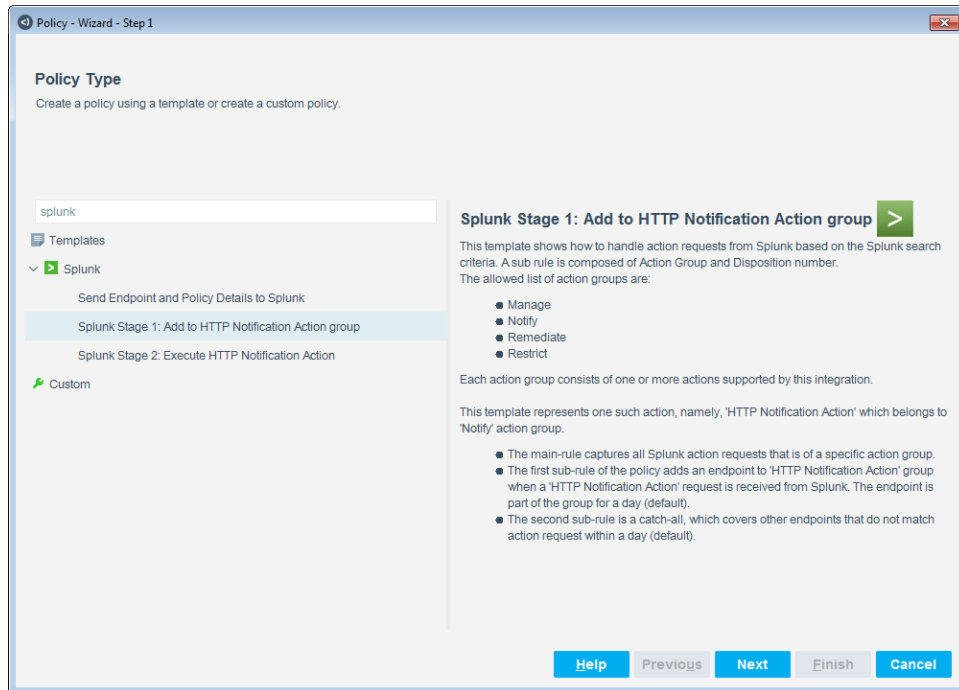 Policy - Wizard - Step 1
Policy Type
Create a policy using a template or create a custom policy.
splunk
Templates
Splunk
Send Endpoint and Policy Details to Splunk
Splunk Stage 1: Add to HTTP Notification Action group
Splunk Stage 2: Execute HTTP Notification Action
Custom
Splunk Stage 1: Add to HTTP Notification Action group
This template shows how to handle action requests from Splunk based on the Splunk search
criteria. A sub rule is composed of Action Group and Disposition number.
The allowed list of action groups are:
Manage
Notify
Remediate
Restrict
Each action group consists of one or more actions supported by this integration.
This template represents one such action, namely, 'HTTP Notification Action' which belongs to
'Notify' action group.
The main-rule captures all Splunk action requests that is of a specific action group.
The first sub-rule of the policy adds an endpoint to 'HTTP Notification Action' group
when a 'HTTP Notification Action' request is received from Splunk. The endpoint is
part of the group for a day (default).
The second sub-rule is a catch-all, which covers other endpoints that do not match
action request within a day (default).
Help Previous Next Finish Cancel